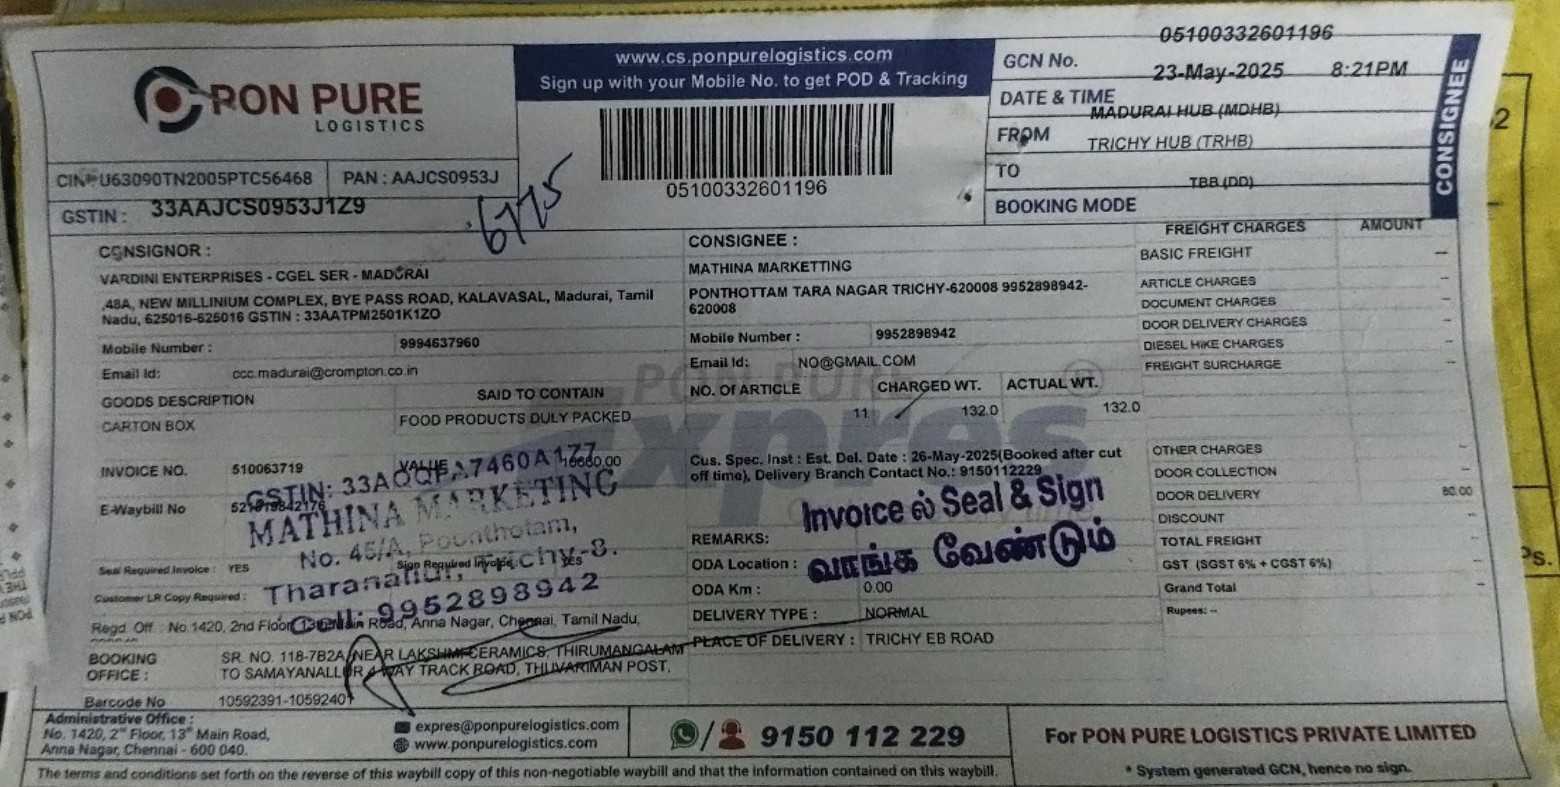 PON PURE
LOGISTICS
www.cs.ponpurelogistics.com
Sign up with your Mobile No. to get POD & Tracking
05100332601196
GCN No. 05100332601196
DATE & TIME 23-May-2025 8:21PM
FROM MADURAI HUB (MDHB)
TO TRICHY HUB (TRHB)
BOOKING MODE TBB (DD)
CONSIGNEE
CIN U63090TN2005PTC56468 PAN : AAJCS0953J
GSTIN : 33AAJCS0953J1Z9
6775
CONSIGNOR :
VARDINI ENTERPRISES - CGEL SER - MADURAI
,48A, NEW MILLINIUM COMPLEX, BYE PASS ROAD, KALAVASAL, Madurai, Tamil
Nadu, 625016-625016 GSTIN : 33AATPM2501K1ZO
Mobile Number : 9994637960
Email Id: ccc.madurai@crompton.co.in
GOODS DESCRIPTION SAID TO CONTAIN
CARTON BOX FOOD PRODUCTS DULY PACKED
INVOICE NO. 510063719 VALUE
E-Waybill No
Seal Required Invoice : YES Sign Required Invoice YES
Customer LR Copy Required :
GSTIN: 33AOQPA7460A1Z7
MATHINA MARKETING
No. 45/A, Poonthotam,
Tharanallur, Trichy-8.
Cell: 9952898942
Regd. Off : No.1420, 2nd Floor, 13th Main Road, Anna Nagar, Chennai, Tamil Nadu,
BOOKING OFFICE : SR. NO. 118-7B2A, NEAR LAKSHMI CERAMICS, THIRUMANGALAM
TO SAMAYANALLUR 4 WAY TRACK ROAD, THUVARIMAN POST,
Barcode No 10592391-10592401
CONSIGNEE :
MATHINA MARKETTING
PONTHOTTAM TARA NAGAR TRICHY-620008 9952898942-
620008
Mobile Number : 9952898942
Email Id: NO@GMAIL.COM
NO. Of ARTICLE CHARGED WT. ACTUAL WT.
11 132.0 132.0
PON PURE
Expres
Cus. Spec. Inst : Est. Del. Date : 26-May-2025(Booked after cut
off time), Delivery Branch Contact No.: 9150112229
Invoice ல் Seal & Sign
வாங்க வேண்டும்
REMARKS:
ODA Location :
ODA Km : 0.00
DELIVERY TYPE : NORMAL
PLACE OF DELIVERY : TRICHY EB ROAD
FREIGHT CHARGES AMOUNT
BASIC FREIGHT --
ARTICLE CHARGES --
DOCUMENT CHARGES --
DOOR DELIVERY CHARGES --
DIESEL HIKE CHARGES --
FREIGHT SURCHARGE --
OTHER CHARGES --
DOOR COLLECTION --
DOOR DELIVERY 80.00
DISCOUNT --
TOTAL FREIGHT --
GST (SGST 6% + CGST 6%) --
Grand Total --
Rupees: --
Administrative Office :
No. 1420, 2nd Floor, 13th Main Road,
Anna Nagar, Chennai - 600 040.
expres@ponpurelogistics.com
www.ponpurelogistics.com
9150 112 229
For PON PURE LOGISTICS PRIVATE LIMITED
* System generated GCN, hence no sign.
The terms and conditions set forth on the reverse of this waybill copy of this non-negotiable waybill and that the information contained on this waybill.